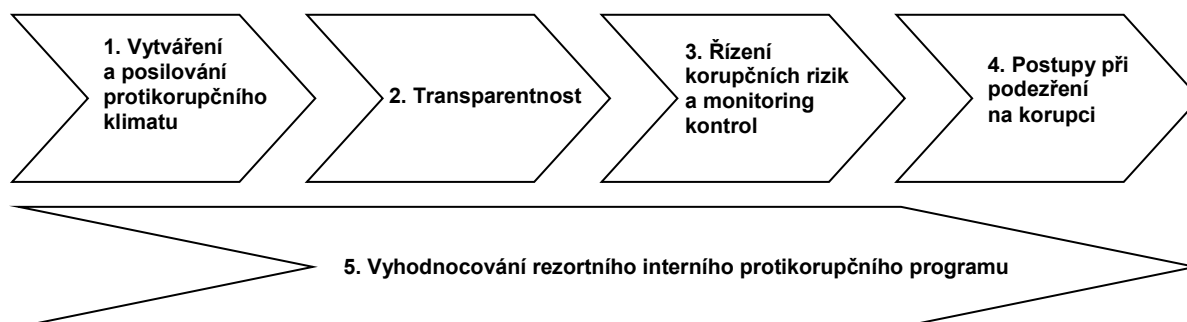 1. Vytváření
a posilování
protikorupčního
klimatu
2. Transparentnost
3. Řízení
korupčních rizik
a monitoring
kontrol
4. Postupy při
podezření
na korupci
5. Vyhodnocování rezortního interního protikorupčního programu